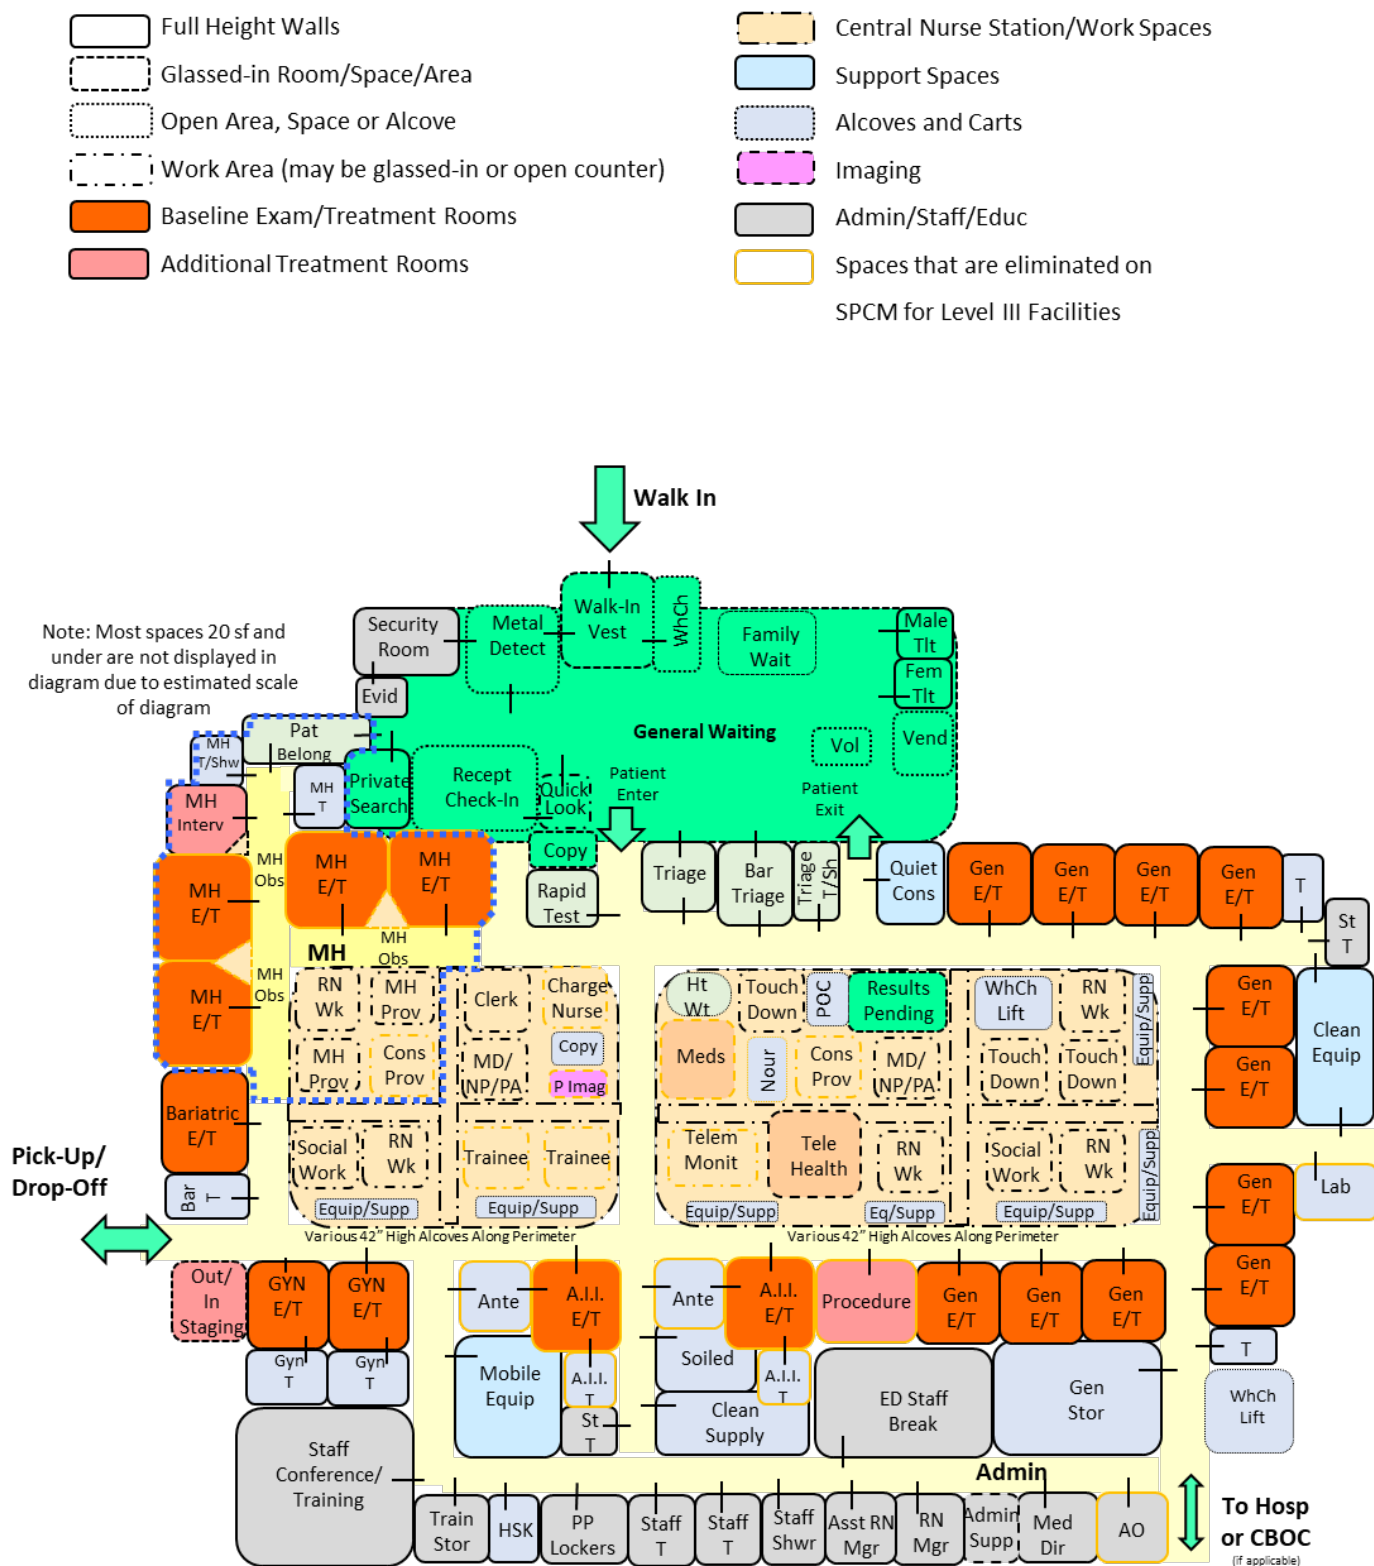 Full Height Walls
Glassed-in Room/Space/Area
Open Area, Space or Alcove
Work Area (may be glassed-in or open counter)
Baseline Exam/Treatment Rooms
Additional Treatment Rooms
Central Nurse Station/Work Spaces
Support Spaces
Alcoves and Carts
Imaging
Admin/Staff/Educ
Spaces that are eliminated on
SPCM for Level III Facilities
Walk In
Note: Most spaces 20 sf and
under are not displayed in
diagram due to estimated scale
of diagram
Security
Room
Metal
Detect
Walk-In
Vest
WhCh
Family
Wait
Male
Tlt
Fem
Tlt
Evid
Pat
Belong
General Waiting
Vol
Vend
MH
T/Shw
MH
T
Private
Search
Recept
Check-In
Quick
Look
Patient
Enter
Patient
Exit
MH
Interv
MH
Obs
MH
E/T
MH
E/T
Copy
Rapid
Test
Triage
Bar
Triage
Triage
T/Sh
Quiet
Cons
Gen
E/T
Gen
E/T
Gen
E/T
Gen
E/T
T
St
T
MH
E/T
MH
MH
Obs
MH
Obs
MH
E/T
RN
Wk
MH
Prov
Clerk
Charge
Nurse
Ht
Wt
Touch
Down
POC
Results
Pending
WhCh
Lift
RN
Wk
Equip/Supp
Gen
E/T
Clean
Equip
MH
Prov
Cons
Prov
MD/
NP/PA
Copy
P Imag
Meds
Nour
Cons
Prov
MD/
NP/PA
Touch
Down
Touch
Down
Gen
E/T
Bariatric
E/T
Social
Work
RN
Wk
Trainee
Trainee
Telem
Monit
Tele
Health
RN
Wk
Social
Work
RN
Wk
Equip/Supp
Pick-Up/
Drop-Off
Bar
T
Equip/Supp
Equip/Supp
Equip/Supp
Eq/Supp
Equip/Supp
Gen
E/T
Lab
Various 42” High Alcoves Along Perimeter
Various 42” High Alcoves Along Perimeter
Out/
In
Staging
GYN
E/T
GYN
E/T
Ante
A.I.I.
E/T
Ante
A.I.I.
E/T
Procedure
Gen
E/T
Gen
E/T
Gen
E/T
Gen
E/T
Gyn
T
Gyn
T
Mobile
Equip
A.I.I.
T
Soiled
A.I.I.
T
ED Staff
Break
Gen
Stor
T
WhCh
Lift
St
T
Clean
Supply
Staff
Conference/
Training
Admin
Train
Stor
HSK
PP
Lockers
Staff
T
Staff
T
Staff
Shwr
Asst RN
Mgr
RN
Mgr
Admin
Supp
Med
Dir
AO
To Hosp
or CBOC
(if applicable)